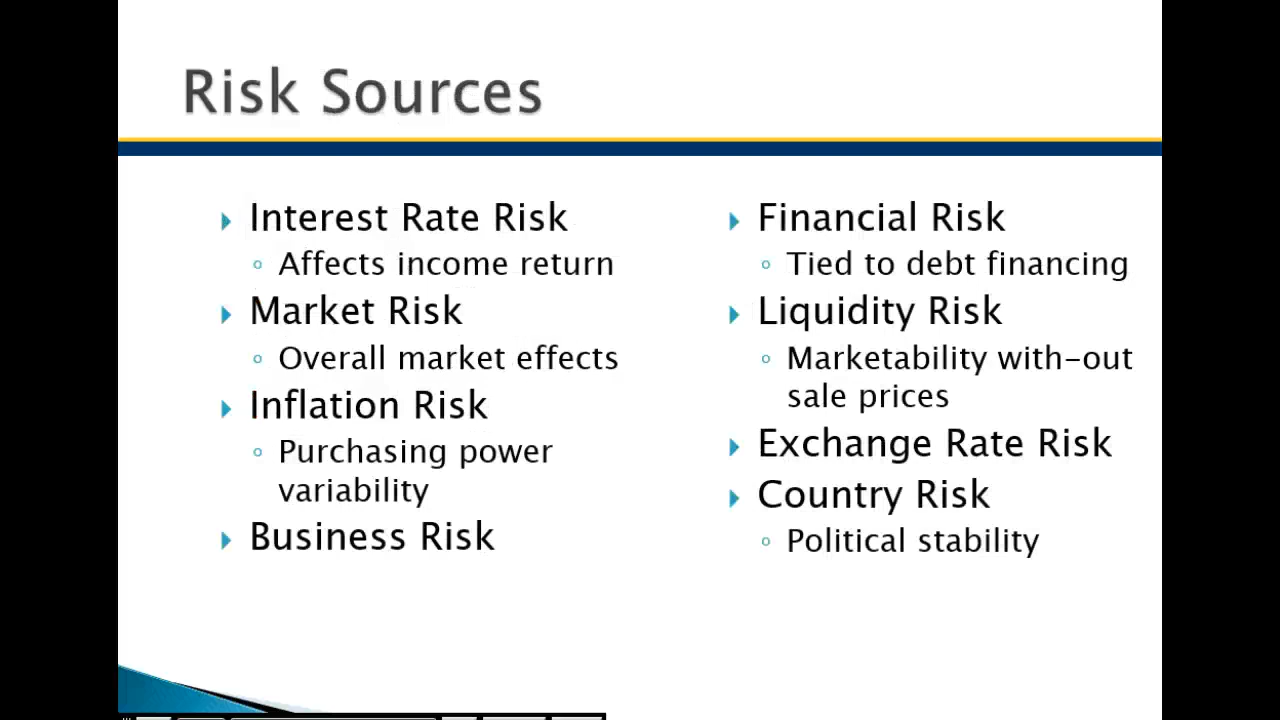 Risk Sources
Interest Rate Risk
Affects income return
Market Risk
Overall market effects
Inflation Risk
Purchasing power
variability
Business Risk
Financial Risk
Tied to debt financing
Liquidity Risk
Marketability with-out
sale prices
Exchange Rate Risk
Country Risk
Political stability